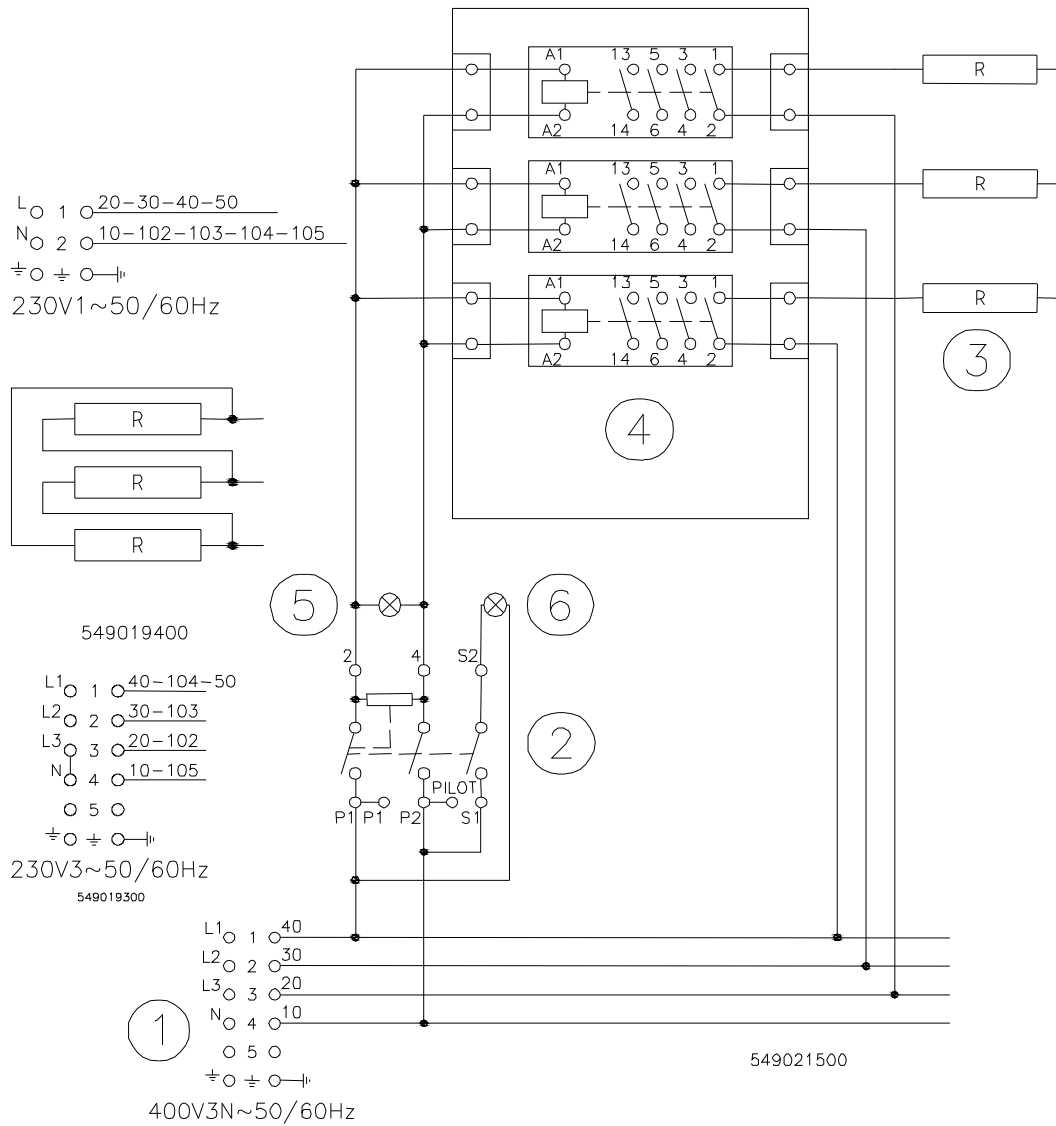 A1 13 5 3 1
A2 14 6 4 2
R
A1 13 5 3 1
A2 14 6 4 2
R
A1 13 5 3 1
A2 14 6 4 2
R
3
4
L 1 20-30-40-50
N 2 10-102-103-104-105
230V1~50/60Hz
R
R
R
549019400
5
6
2 4 S2
2
PILOT
P1 P1 P2 S1
L1 1 40-104-50
L2 2 30-103
L3 3 20-102
N 4 10-105
5
230V3~50/60Hz
549019300
L1 1 40
L2 2 30
L3 3 20
N 4 10
5
1
400V3N~50/60Hz
549021500